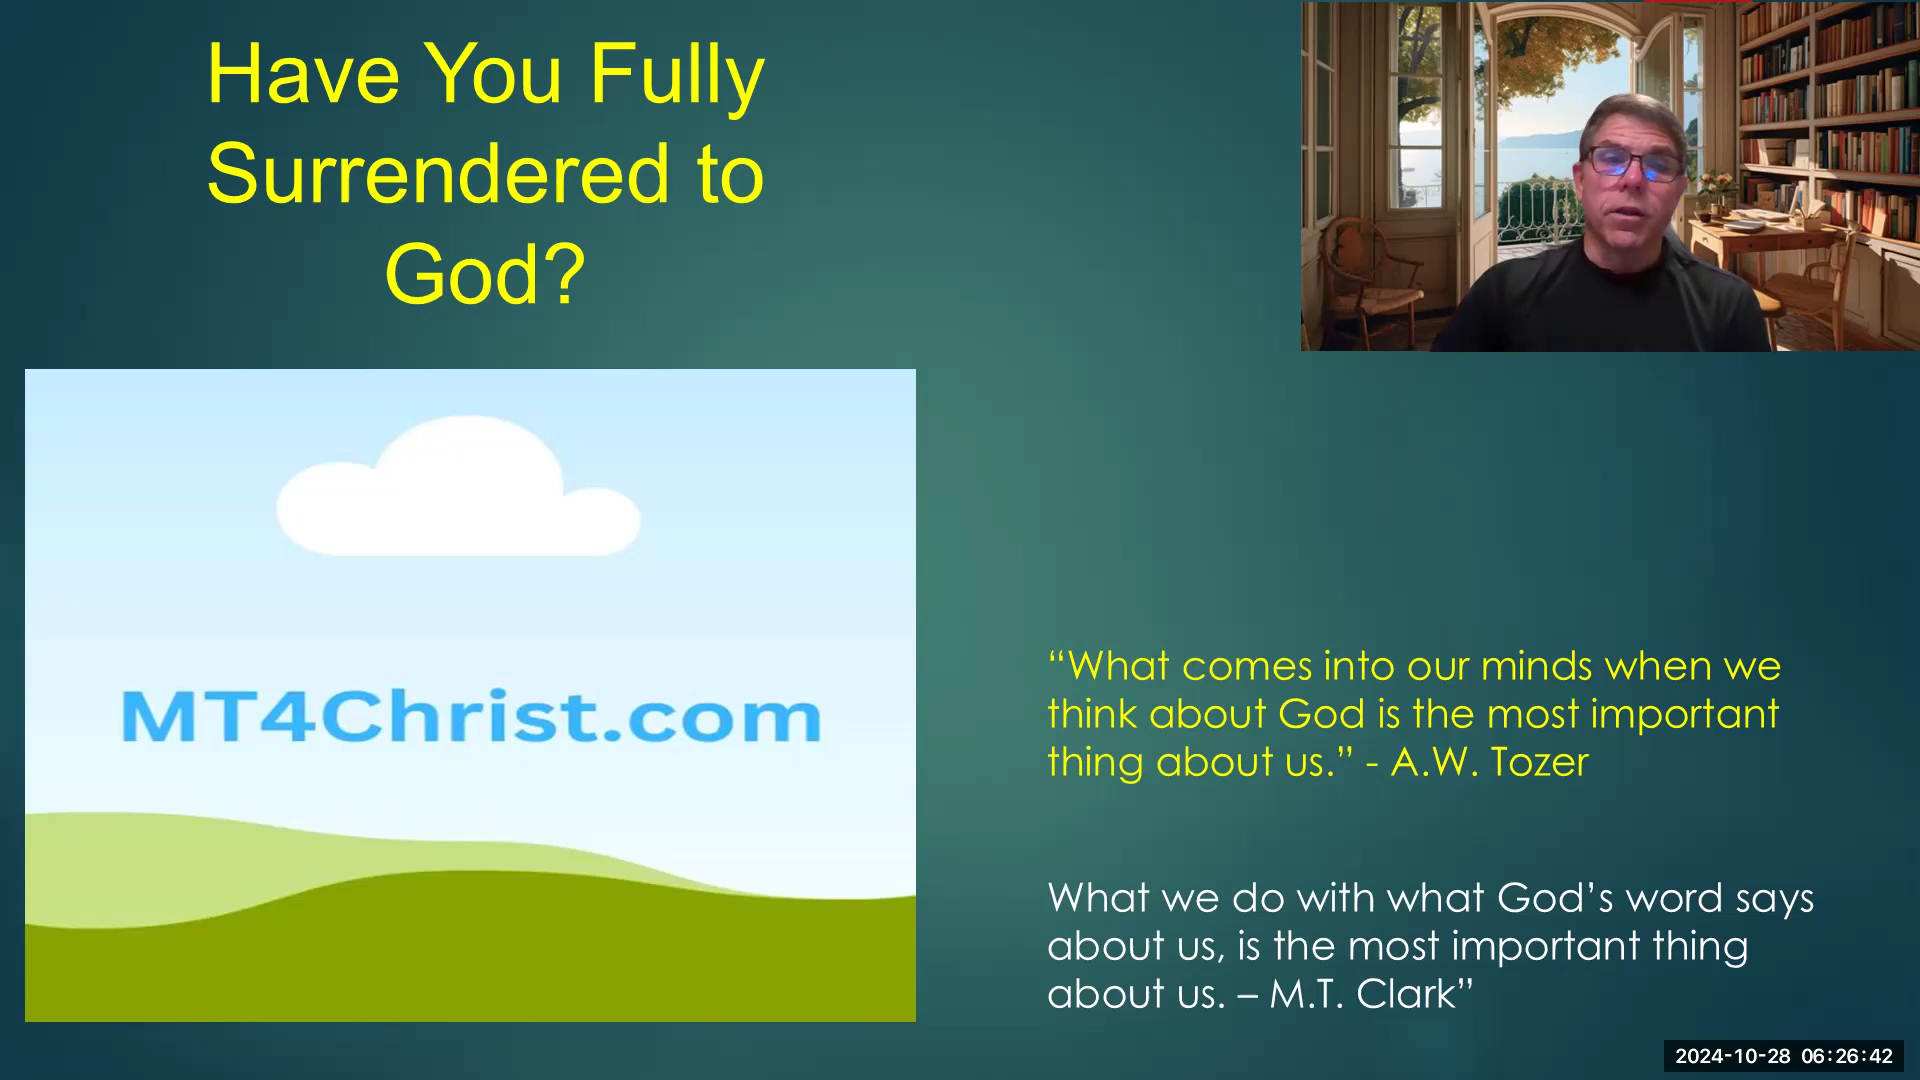 Have You Fully
Surrendered to
God?
MT4Christ.com
“What comes into our minds when we
think about God is the most important
thing about us.” - A.W. Tozer
What we do with what God’s word says
about us, is the most important thing
about us. – M.T. Clark”
2024-10-28 06:26:42